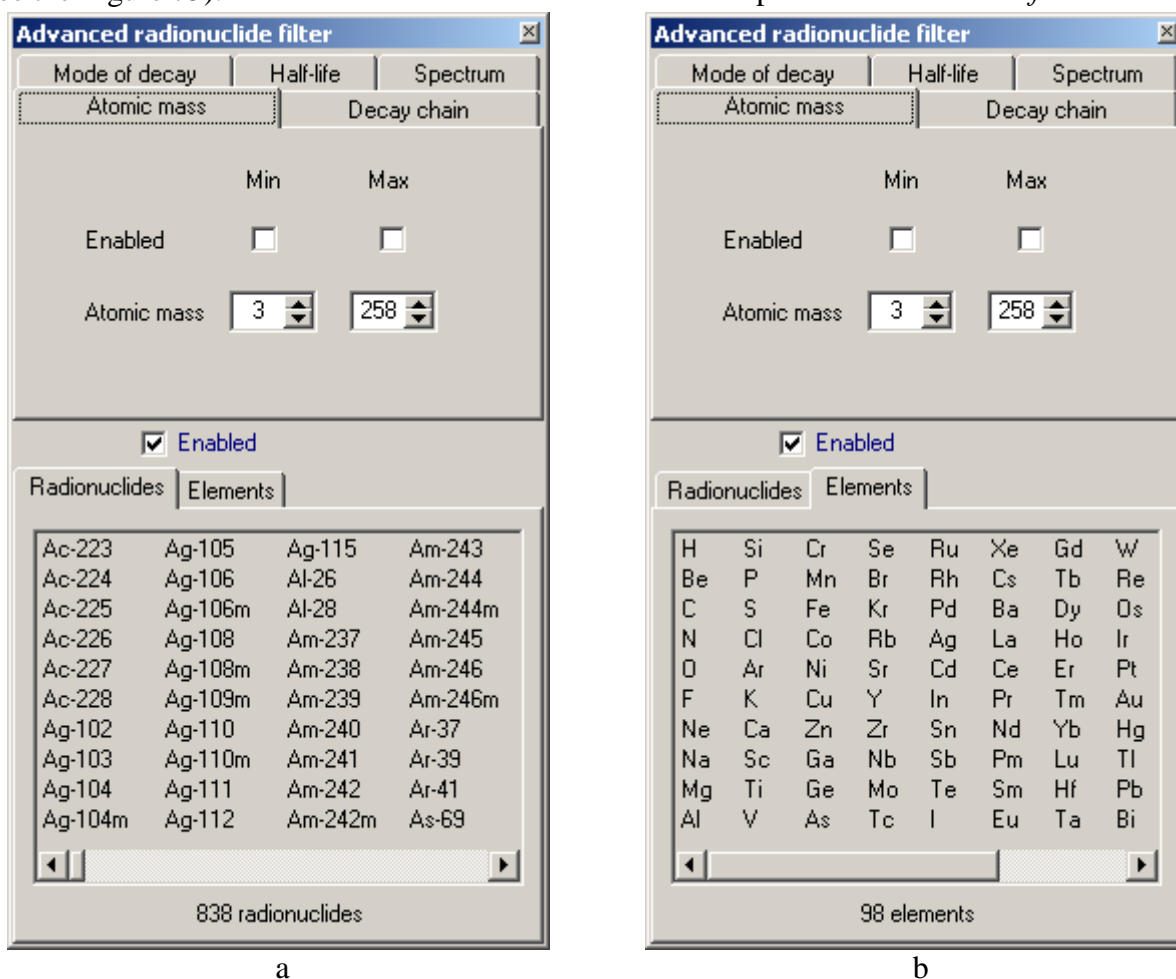 Advanced radionuclide filter
Mode of decay Half-life Spectrum
Atomic mass Decay chain
Min Max
Enabled
Atomic mass 3 258
Enabled
Radionuclides Elements
Ac-223 Ag-105 Ag-115 Am-243
Ac-224 Ag-106 Al-26 Am-244
Ac-225 Ag-106m Al-28 Am-244m
Ac-226 Ag-108 Am-237 Am-245
Ac-227 Ag-108m Am-238 Am-246
Ac-228 Ag-109m Am-239 Am-246m
Ag-102 Ag-110 Am-240 Ar-37
Ag-103 Ag-110m Am-241 Ar-39
Ag-104 Ag-111 Am-242 Ar-41
Ag-104m Ag-112 Am-242m As-69
838 radionuclides
a
Advanced radionuclide filter
Mode of decay Half-life Spectrum
Atomic mass Decay chain
Min Max
Enabled
Atomic mass 3 258
Enabled
Radionuclides Elements
H Si Cr Se Ru Xe Gd W
Be P Mn Br Rh Cs Tb Re
C S Fe Kr Pd Ba Dy Os
N Cl Co Rb Ag La Ho Ir
O Ar Ni Sr Cd Ce Er Pt
F K Cu Y In Pr Tm Au
Ne Ca Zn Zr Sn Nd Yb Hg
Na Sc Ga Nb Sb Pm Lu Tl
Mg Ti Ge Mo Te Sm Hf Pb
Al V As Tc I Eu Ta Bi
98 elements
b